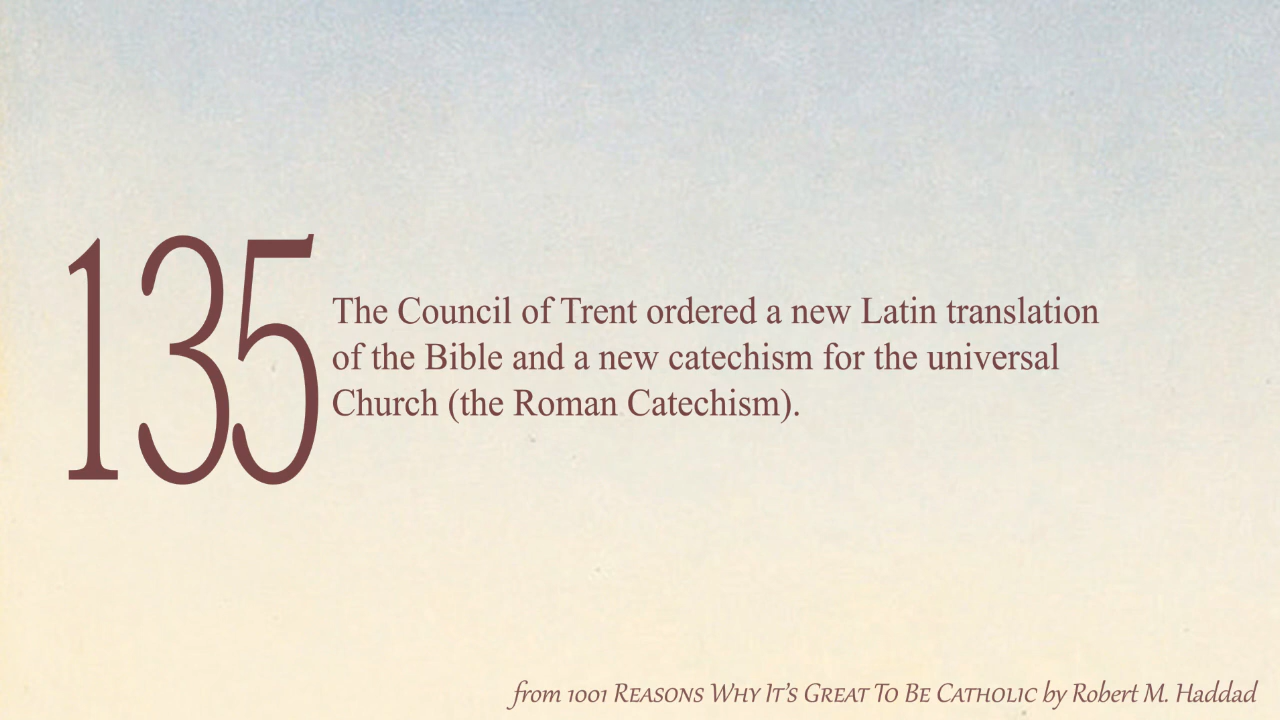 135
The Council of Trent ordered a new Latin translation
of the Bible and a new catechism for the universal
Church (the Roman Catechism).
from 1001 Reasons Why It's Great To Be Catholic by Robert M. Haddad